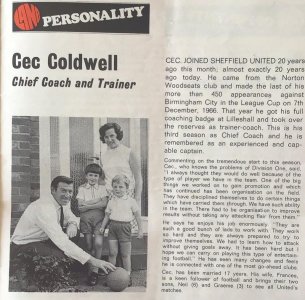 PERSONALITY
Cec Coldwell
Chief Coach and Trainer
CEC. JOINED SHEFFIELD UNITED 20 years
ago this month; almost exactly 20 years
ago today. He came from the Norton
Woodseats club and made the last of his
more than 450 appearances against
Birmingham City in the League Cup on 7th
December, 1966. That year he got his full
coaching badge at Lilleshall and took over
the reserves as trainer-coach. This is his
third season as Chief Coach and he is
remembered as an experienced and cap-
able captain.
Commenting on the tremendous start to this season,
Cec., who knows the problems of Division One, said:
"I always thought they would do well because of the
type of player we have in the team. One of the big
things we worked on to gain promotion and which
has continued has been organisation on the field.
They have disciplined themselves to do certain things
which have carried them through. We have such ability
in the team. There had to be organisation to improve
results without taking any attacking flair from them."
He says he enjoys his job enormously. "They are
such a good bunch of lads to work with. They work
so hard and they are always prepared to try to
improve themselves. We had to learn how to attack
without giving goals away. It has been hard but I
hope we can carry on playing this type of entertain-
ing football." He has seen many changes and feels
he is connected with one of the most go-ahead clubs.
Cec. has been married 17 years. His wife, Frances,
is a keen follower of football and brings their two
sons, Neil (6) and Graeme (3) to see all United's
matches.